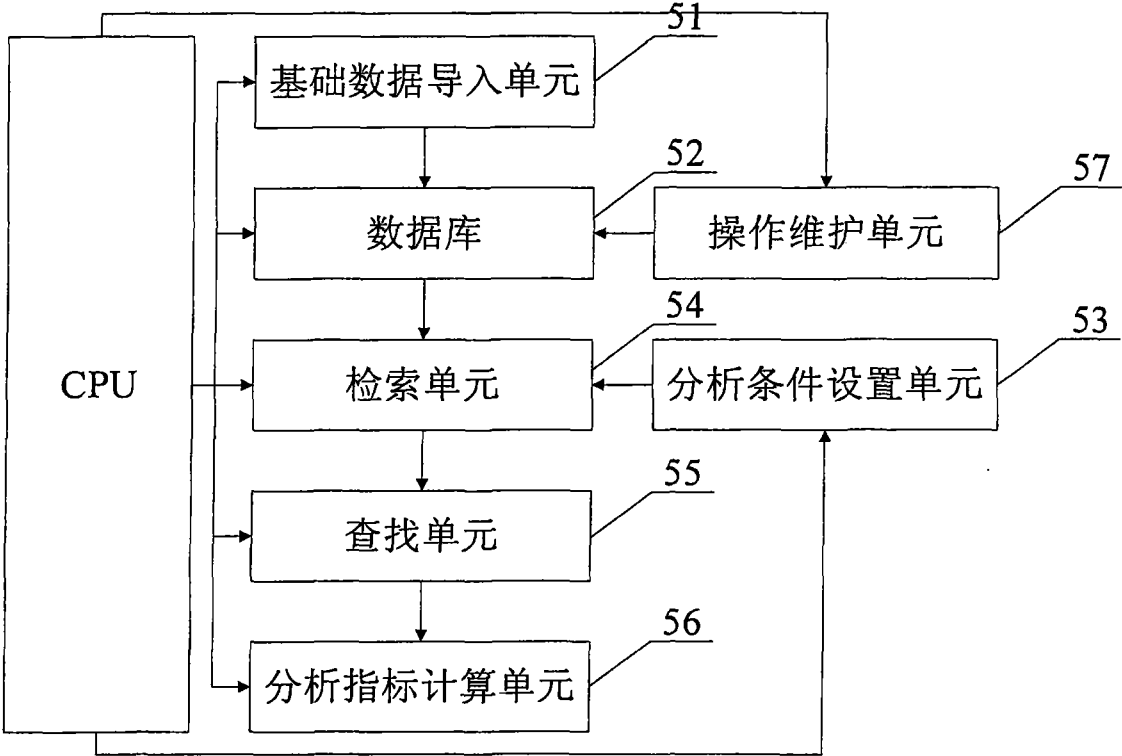 51
基础数据导入单元
52
57
数据库
操作维护单元
54
53
CPU
检索单元
分析条件设置单元
55
查找单元
56
分析指标计算单元